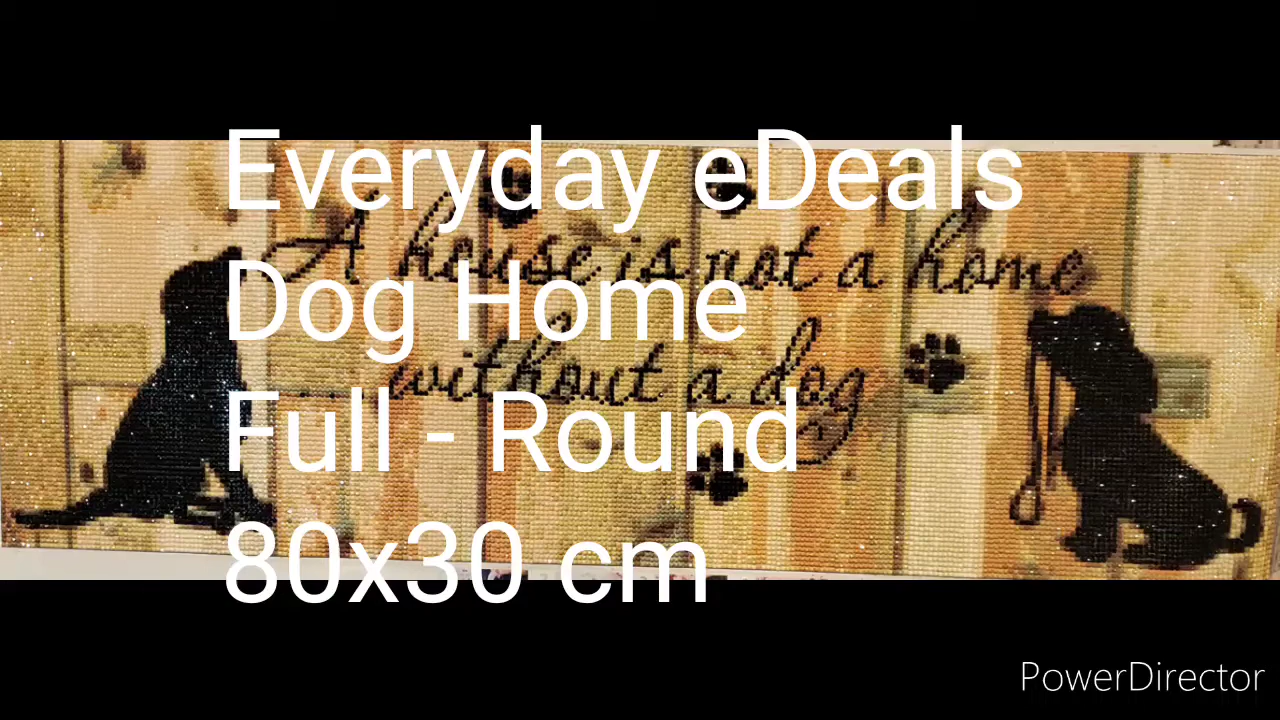 Everyday eDeals
A house is not a home
Dog Home
without a dog
Full - Round
80x30 cm
PowerDirector